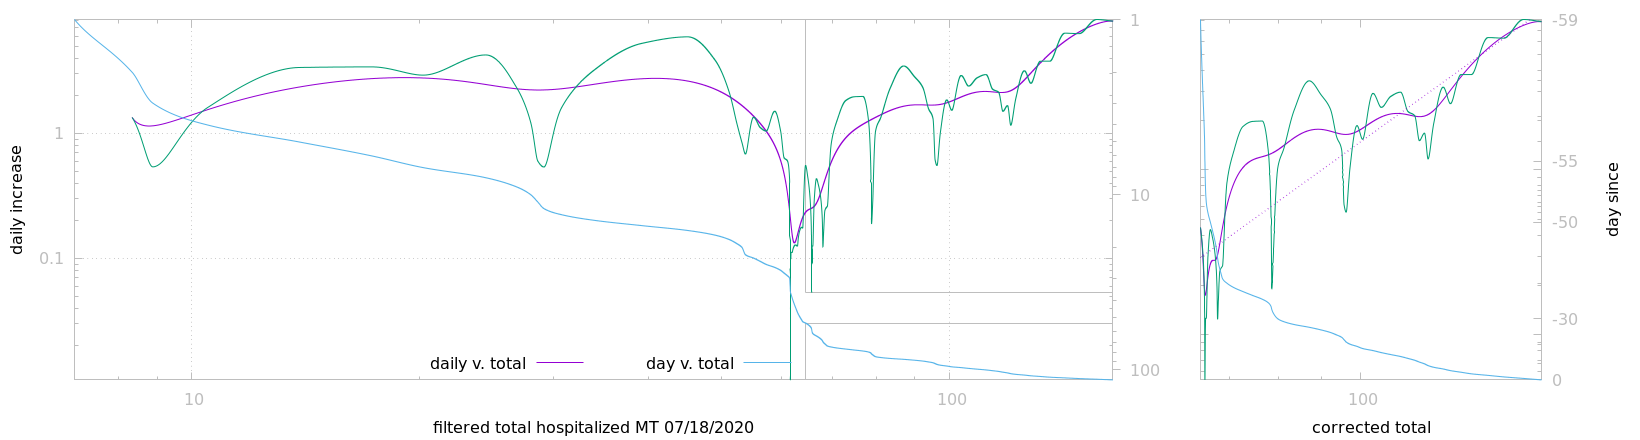 1
0.1
daily increase
10
100
daily v. total
day v. total
filtered total hospitalized MT 07/18/2020
1
10
100
-59
-55
-50
-30
0
day since
100
corrected total